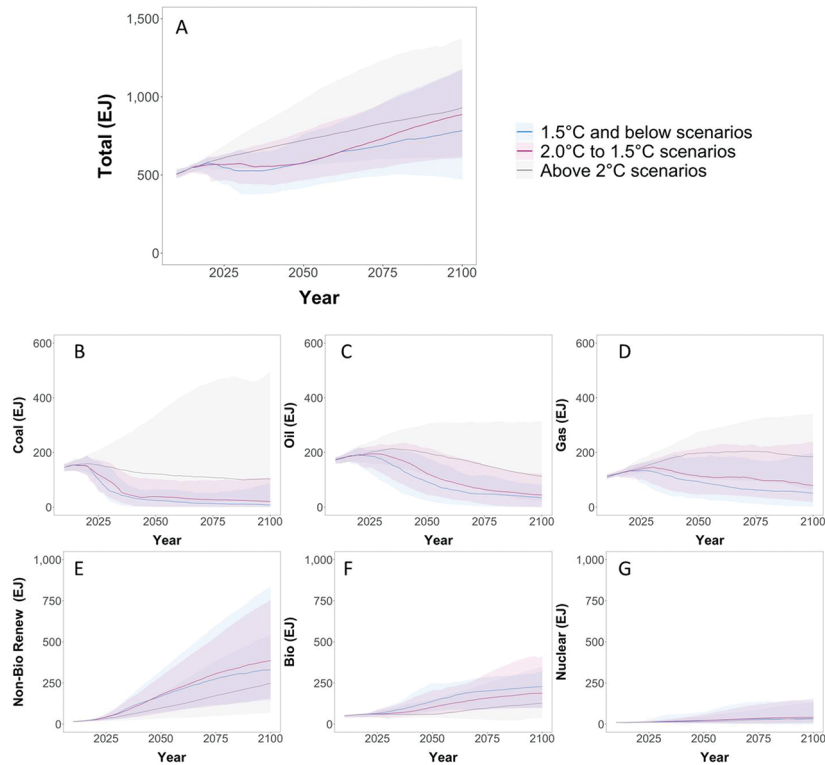 A
1,500
1,000
500
0
Total (EJ)
2025 2050 2075 2100
Year
1.5°C and below scenarios
2.0°C to 1.5°C scenarios
Above 2°C scenarios
B
600
400
200
0
Coal (EJ)
2025 2050 2075 2100
Year
C
600
400
200
0
Oil (EJ)
2025 2050 2075 2100
Year
D
600
400
200
0
Gas (EJ)
2025 2050 2075 2100
Year
E
1,000
750
500
250
0
Non-Bio Renew (EJ)
2025 2050 2075 2100
Year
F
1,000
750
500
250
0
Bio (EJ)
2025 2050 2075 2100
Year
G
1,000
750
500
250
0
Nuclear (EJ)
2025 2050 2075 2100
Year